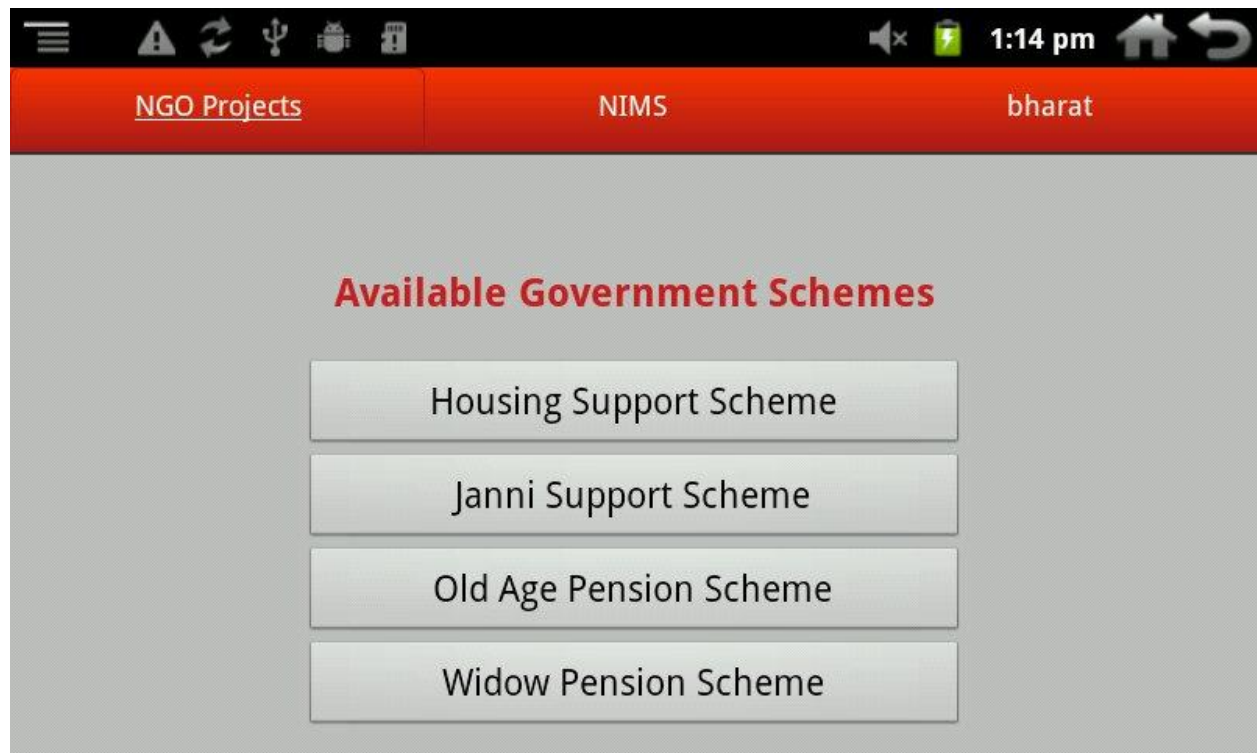 1:14 pm
NGO Projects NIMS bharat
Available Government Schemes
Housing Support Scheme
Janni Support Scheme
Old Age Pension Scheme
Widow Pension Scheme